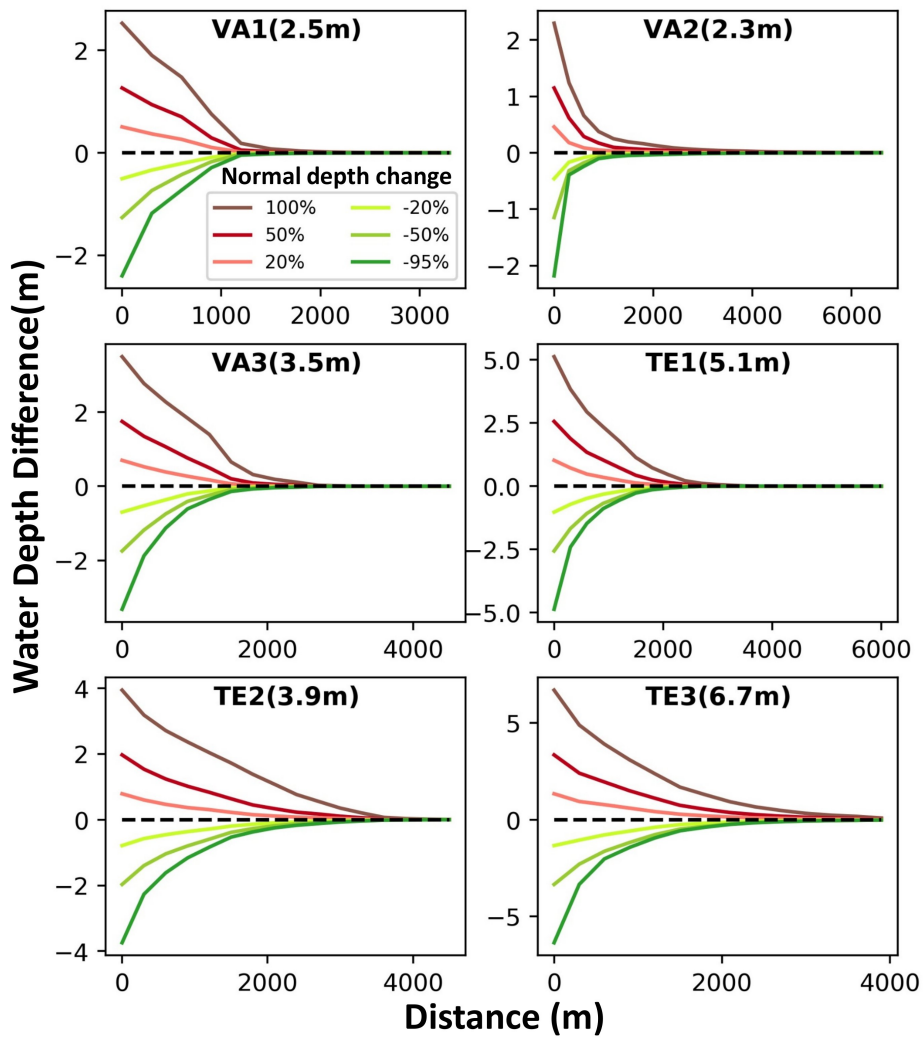 VA1(2.5m)
2
0
−2
Normal depth change
100%
50%
20%
-20%
-50%
-95%
0 1000 2000 3000
VA2(2.3m)
2
1
0
−1
−2
0 2000 4000 6000
VA3(3.5m)
2
0
−2
0 2000 4000
TE1(5.1m)
5.0
2.5
0.0
−2.5
−5.0
0 2000 4000 6000
TE2(3.9m)
4
2
0
−2
−4
0 2000 4000
TE3(6.7m)
5
0
−5
0 2000 4000
Water Depth Difference(m)
Distance (m)